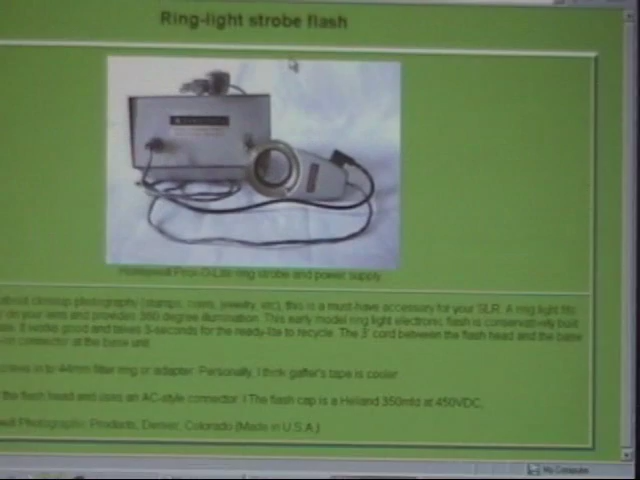 Ring-light strobe flash
Honeywell Prox-O-Lite ring strobe and power supply
closeup photography (stamps, coins, jewelry, etc), this is a must-have accessory for your SLR. A ring light fits
on your lens and provides 360 degree illumination. This early model ring light electronic flash is conservatively built
It works good and takes 5-seconds for the ready-lite to recycle. The 3' cord between the flash head and the base
connector at the base unit.
in to 44mm filter ring or adapter. Personally, I think gaffer's tape is cooler.
the flash head and uses an AC-style connector. The flash cap is a Heiland 350mfd at 450VDC.
Photographic Products, Denver, Colorado (Made in U.S.A.)
My Computer